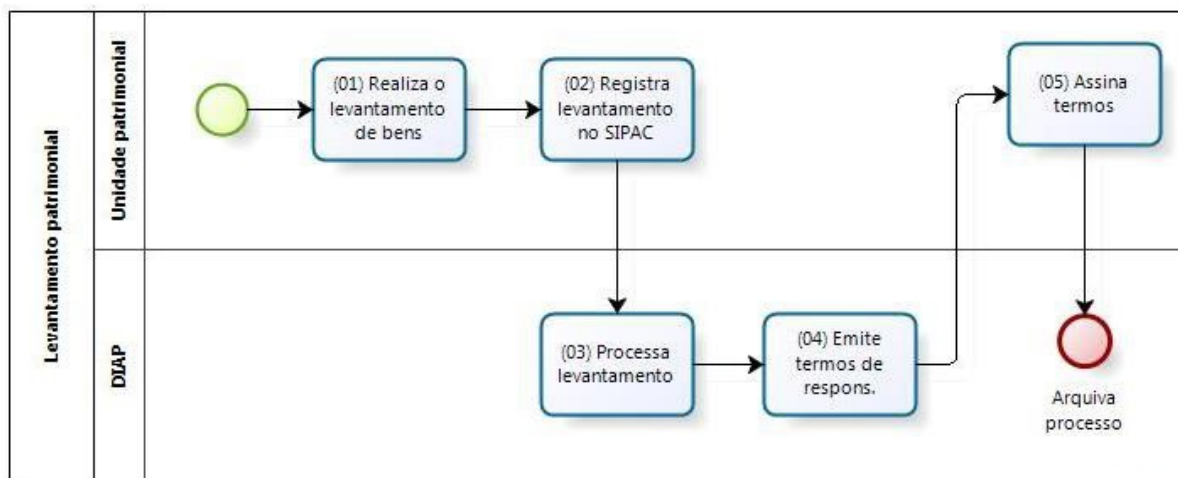 Levantamento patrimonial
Unidade patrimonial
(01) Realiza o
levantamento
de bens
(02) Registra
levantamento
no SIPAC
(05) Assina
termos
DIAP
(03) Processa
levantamento
(04) Emite
termos de
respons.
Arquiva
processo